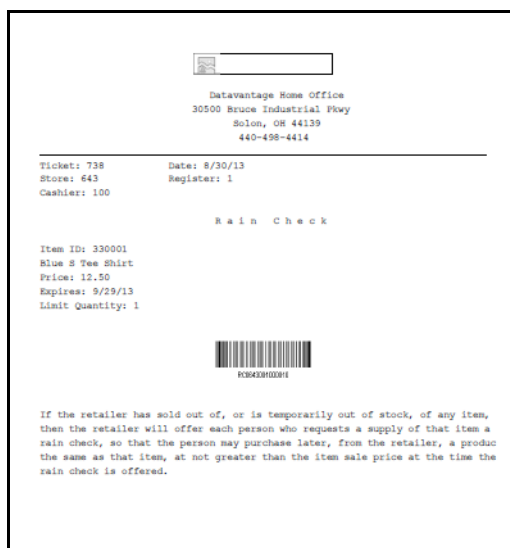 Datavantage Home Office
30500 Bruce Industrial Pkwy
Solon, OH 44139
440-498-4414
Ticket: 738 Date: 8/30/13
Store: 643 Register: 1
Cashier: 100
Rain Check
Item ID: 330001
Blue S Tee Shirt
Price: 12.50
Expires: 9/29/13
Limit Quantity: 1
If the retailer has sold out of, or is temporarily out of stock, of any item,
then the retailer will offer each person who requests a supply of that item a
rain check, so that the person may purchase later, from the retailer, a produc
the same as that item, at not greater than the item sale price at the time the
rain check is offered.